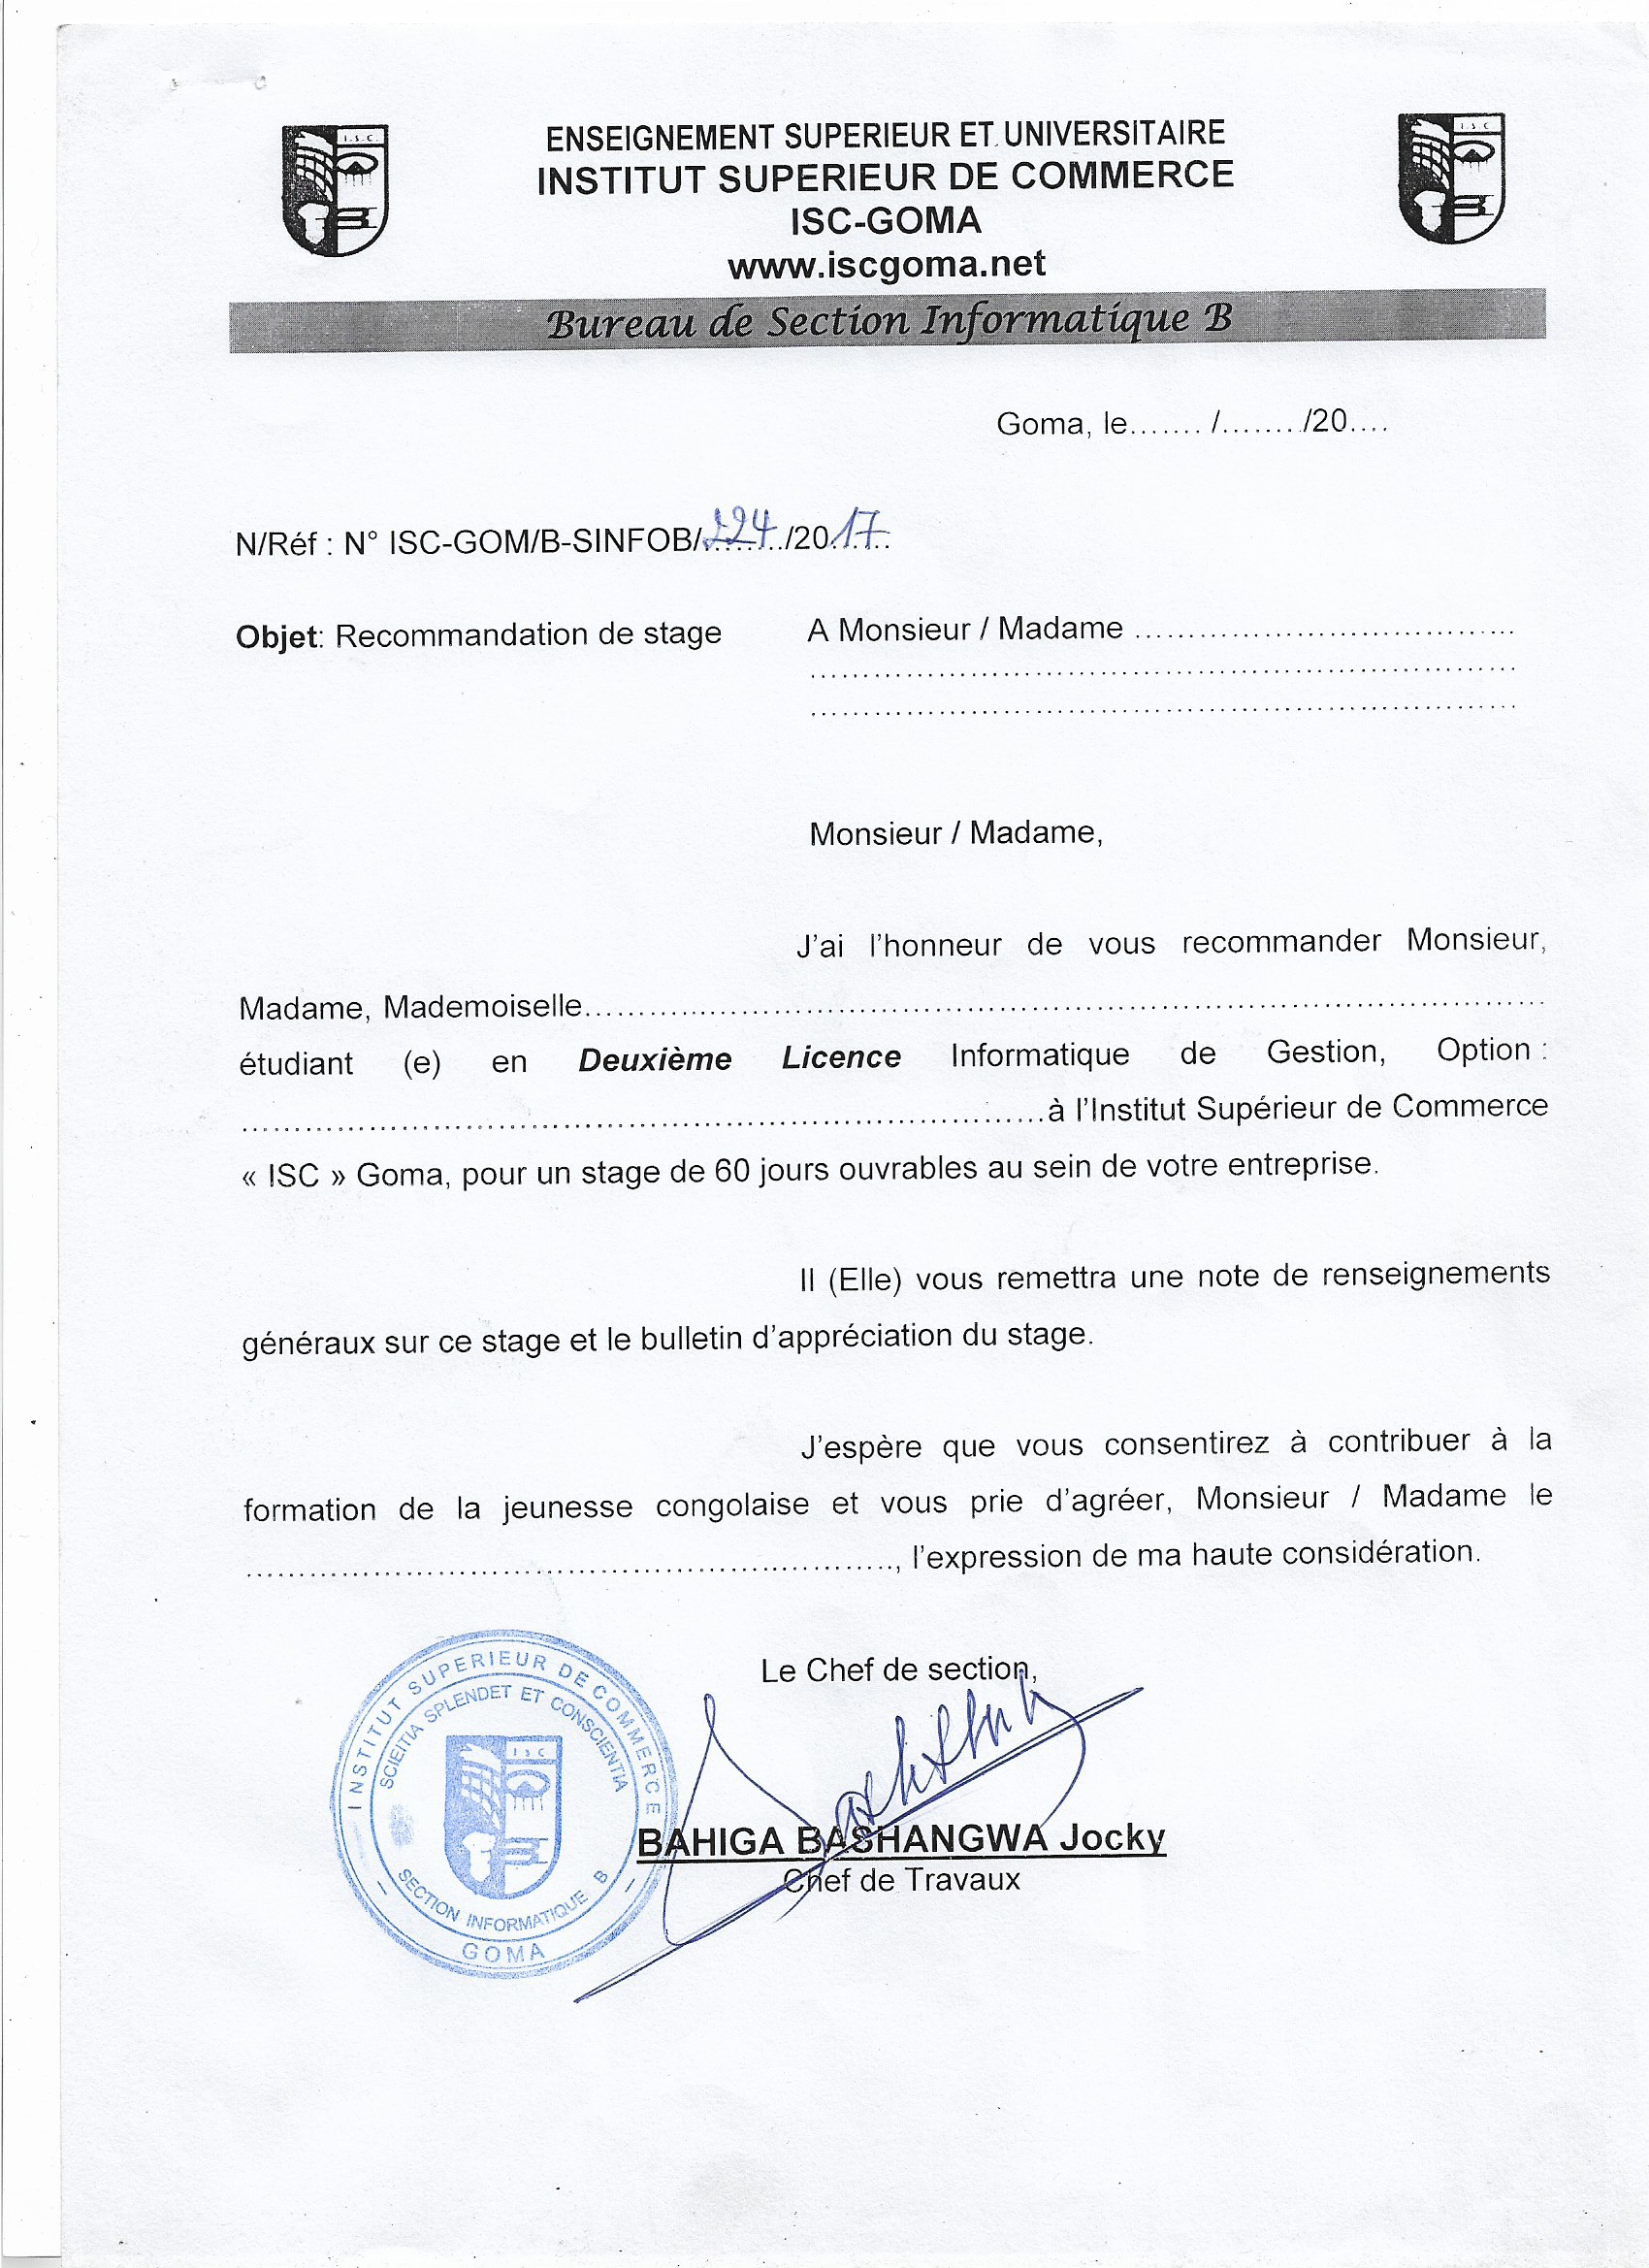 ENSEIGNEMENT SUPERIEUR ET UNIVERSITAIRE
INSTITUT SUPERIEUR DE COMMERCE
ISC-GOMA
www.iscgoma.net
Bureau de Section Informatique B
I.S.C.
I.S.C
Goma, le....... /......../20....
N/Réf : N° ISC-GOM/B-SINFOB/.224./2017
Objet: Recommandation de stage
A Monsieur / Madame ....................................
........................................................................
........................................................................
Monsieur / Madame,
J'ai l'honneur de vous recommander Monsieur,
Madame, Mademoiselle............................................................................................
étudiant (e) en Deuxième Licence Informatique de Gestion, Option :
................................................................................à l'Institut Supérieur de Commerce
« ISC » Goma, pour un stage de 60 jours ouvrables au sein de votre entreprise.
Il (Elle) vous remettra une note de renseignements
généraux sur ce stage et le bulletin d'appréciation du stage.
J'espère que vous consentirez à contribuer à la
formation de la jeunesse congolaise et vous prie d'agréer, Monsieur / Madame le
................................................................, l'expression de ma haute considération.
Le Chef de section,
BAHIGA BASHANGWA Jocky
Chef de Travaux
INSTITUT SUPERIEUR DE COMMERCE
SCIEITIA SPLENDET ET CONSCIENTIA
ISC
SECTION INFORMATIQUE B
GOMA